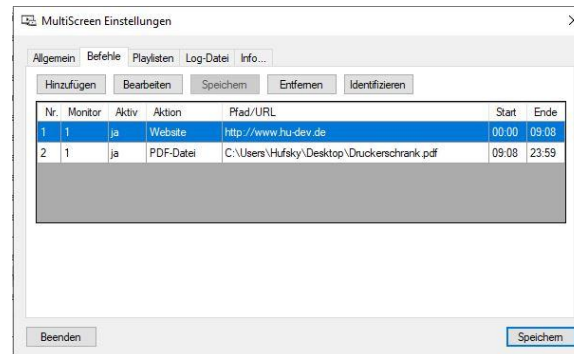 MultiScreen Einstellungen
Allgemein Befehle Playlisten Log-Datei Info...
Hinzufügen Bearbeiten Speichern Entfernen Identifizieren
Nr. Monitor Aktiv Aktion Pfad/URL Start Ende
1 1 ja Website http://www.hu-dev.de 00:00 09:08
2 1 ja PDF-Datei C:\Users\Hufsky\Desktop\Druckerschrank.pdf 09:08 23:59
Beenden Speichern